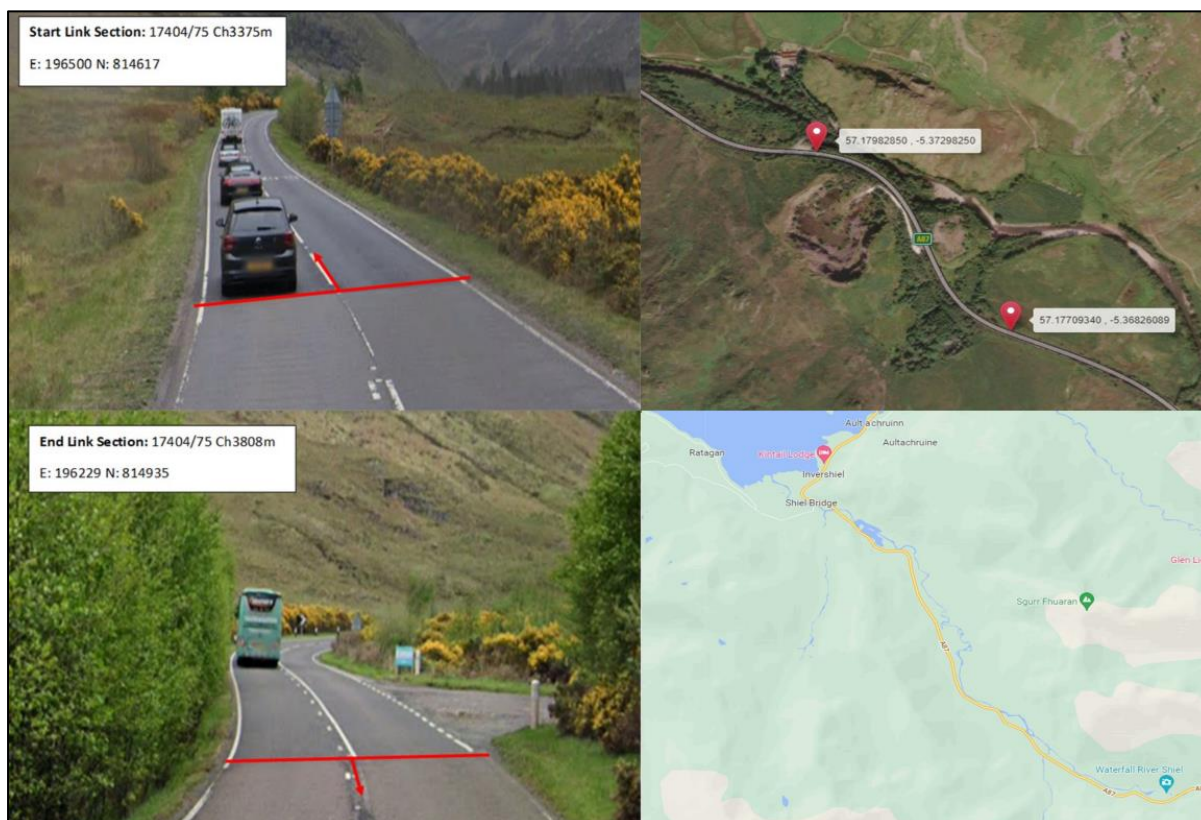 Start Link Section: 17404/75 Ch3375m
E: 196500 N: 814617
57.17982850 , -5.37298250
A87
57.17709340 , -5.36826089
End Link Section: 17404/75 Ch3808m
E: 196229 N: 814935
Ault a'chruinn
Ratagan
Aultachruine
Kintail Lodge
Invershiel
Shiel Bridge
Sgurr Fhuaran
A87
Waterfall River Shiel
A87